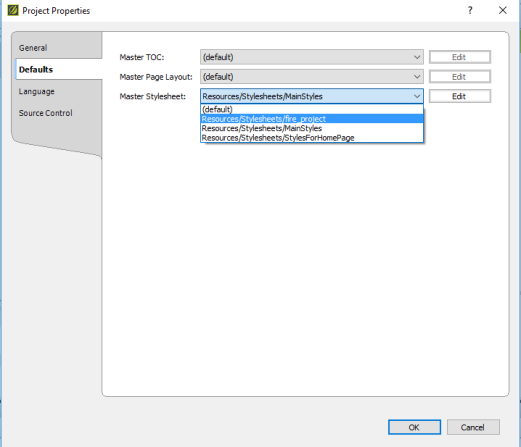 Project Properties
?
General
Defaults
Language
Source Control
Master TOC: (default) Edit
Master Page Layout: (default) Edit
Master Stylesheet: Resources/Stylesheets/MainStyles Edit
(default)
Resources/Stylesheets/fire_project
Resources/Stylesheets/MainStyles
Resources/Stylesheets/StylesForHomePage
OK Cancel